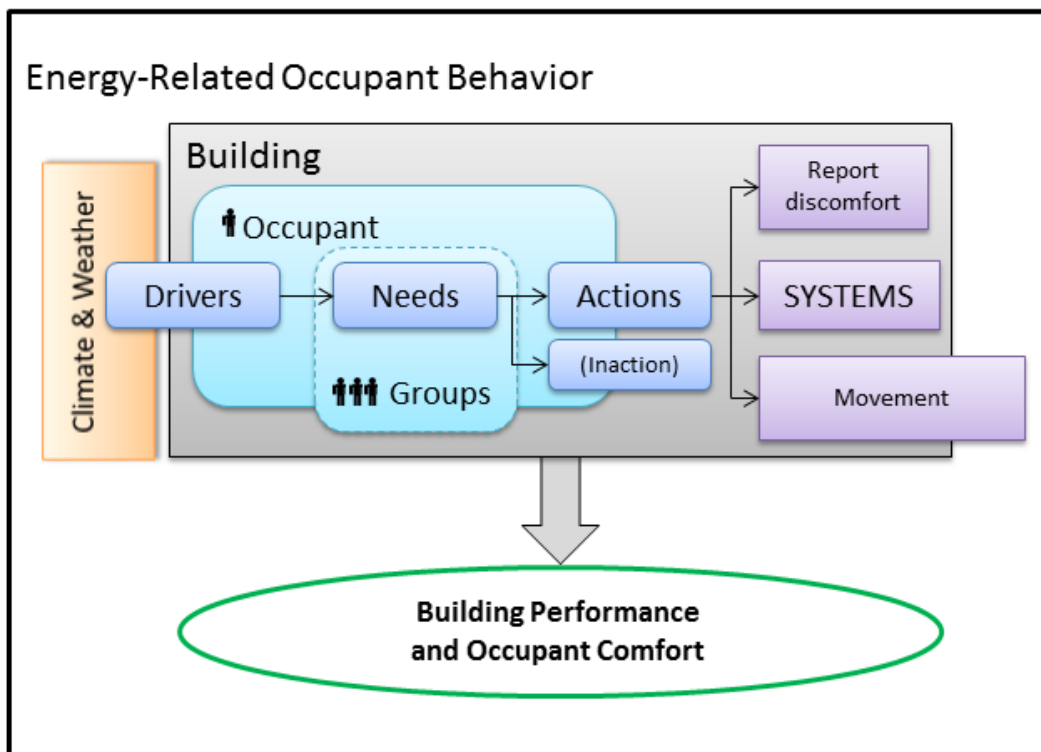 Energy-Related Occupant Behavior
Building
Climate & Weather
Occupant
Drivers
Needs
Actions
(Inaction)
Groups
Report
discomfort
SYSTEMS
Movement
Building Performance
and Occupant Comfort